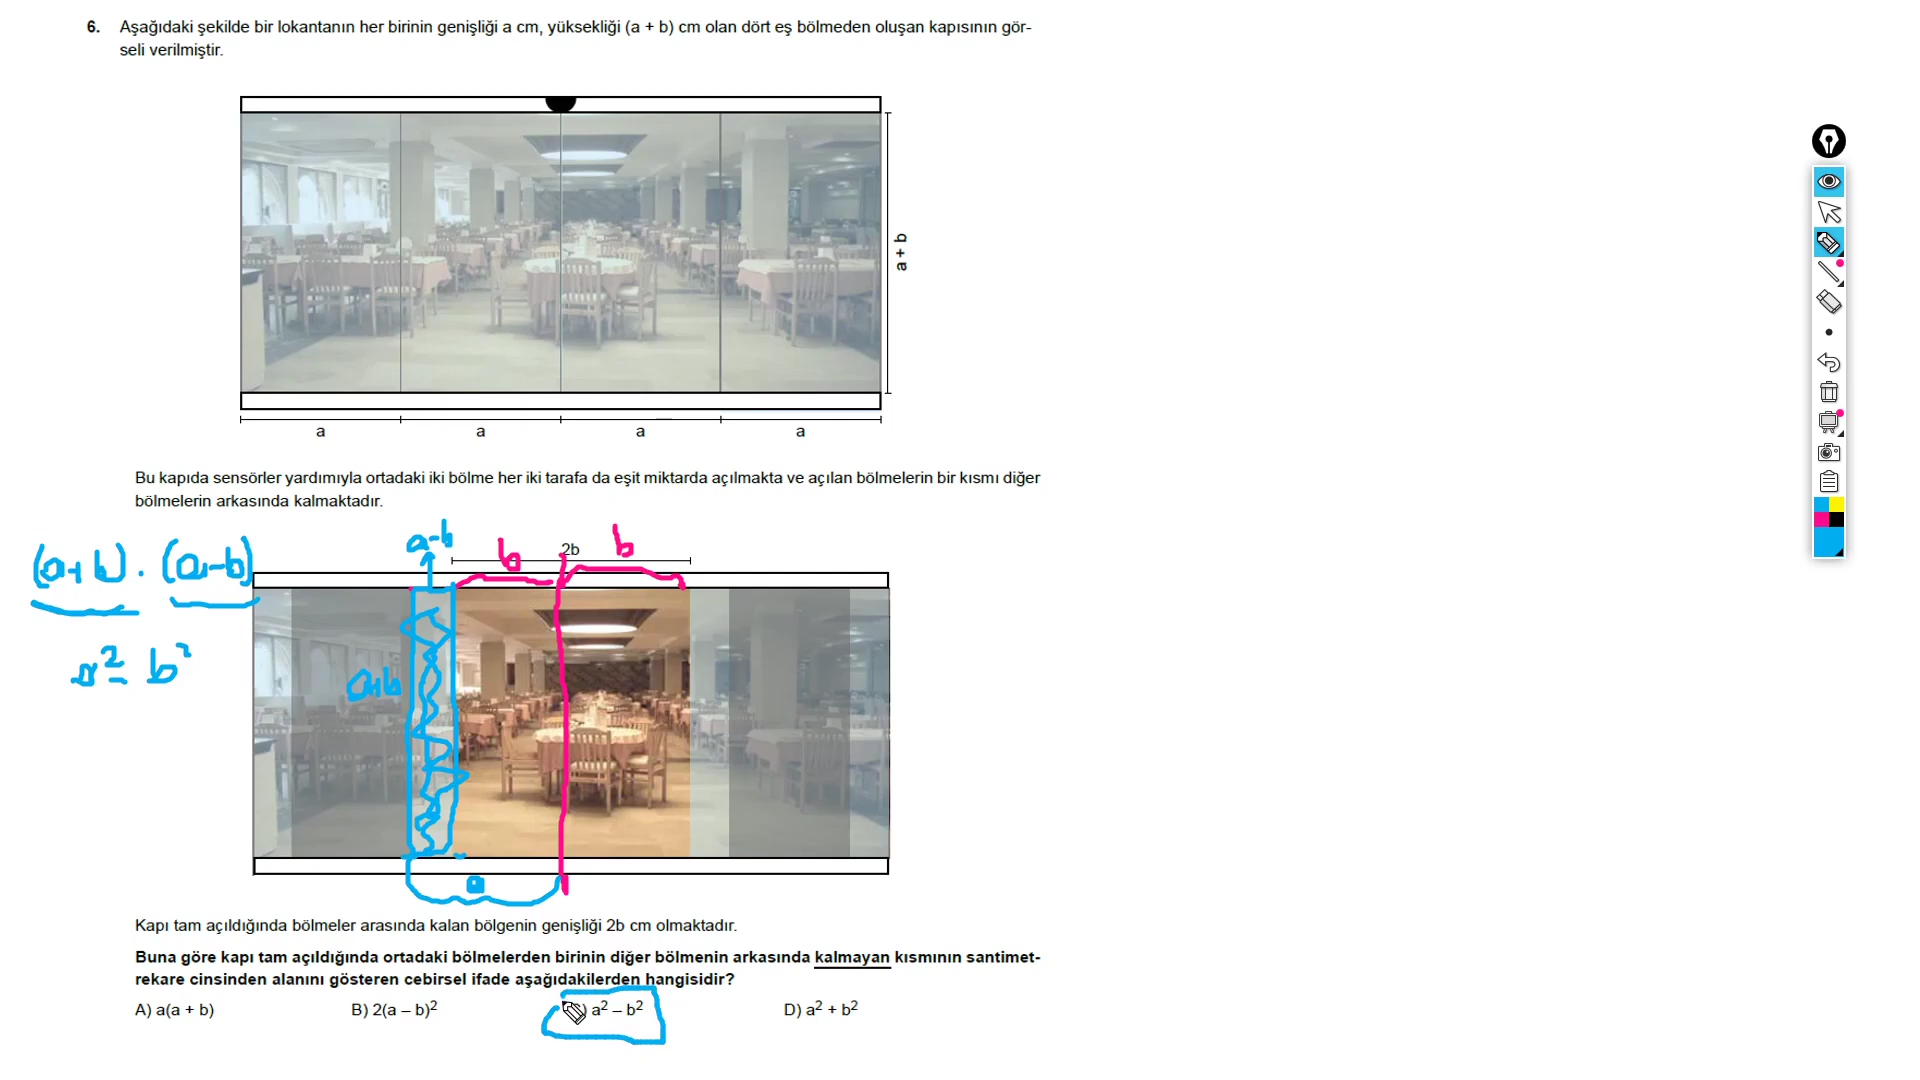 6. Aşağıdaki şekilde bir lokantanın her birinin genişliği a cm, yüksekliği (a + b) cm olan dört eş bölmeden oluşan kapısının gör-
seli verilmiştir.
a + b
a a a a
Bu kapıda sensörler yardımıyla ortadaki iki bölme her iki tarafa da eşit miktarda açılmakta ve açılan bölmelerin bir kısmı diğer
bölmelerin arkasında kalmaktadır.
a-b
b 2b b
(a+b) . (a-b)
a+b
a² - b²
a
Kapı tam açıldığında bölmeler arasında kalan bölgenin genişliği 2b cm olmaktadır.
Buna göre kapı tam açıldığında ortadaki bölmelerden birinin diğer bölmenin arkasında kalmayan kısmının santimet-
rekare cinsinden alanını gösteren cebirsel ifade aşağıdakilerden hangisidir?
A) a(a + b) B) 2(a – b)² ) a² – b² D) a² + b²